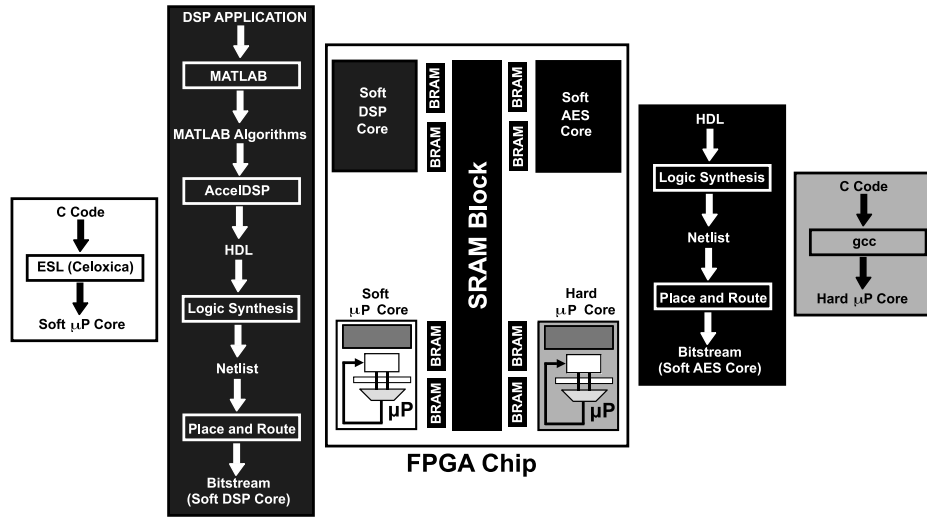 C Code
ESL (Celoxica)
Soft μP Core
DSP APPLICATION
MATLAB
MATLAB Algorithms
AccelDSP
HDL
Logic Synthesis
Netlist
Place and Route
Bitstream
(Soft DSP Core)
Soft
DSP
Core
BRAM
BRAM
SRAM Block
BRAM
BRAM
Soft
AES
Core
Soft
μP Core
μP
BRAM
BRAM
BRAM
BRAM
Hard
μP Core
μP
FPGA Chip
HDL
Logic Synthesis
Netlist
Place and Route
Bitstream
(Soft AES Core)
C Code
gcc
Hard μP Core